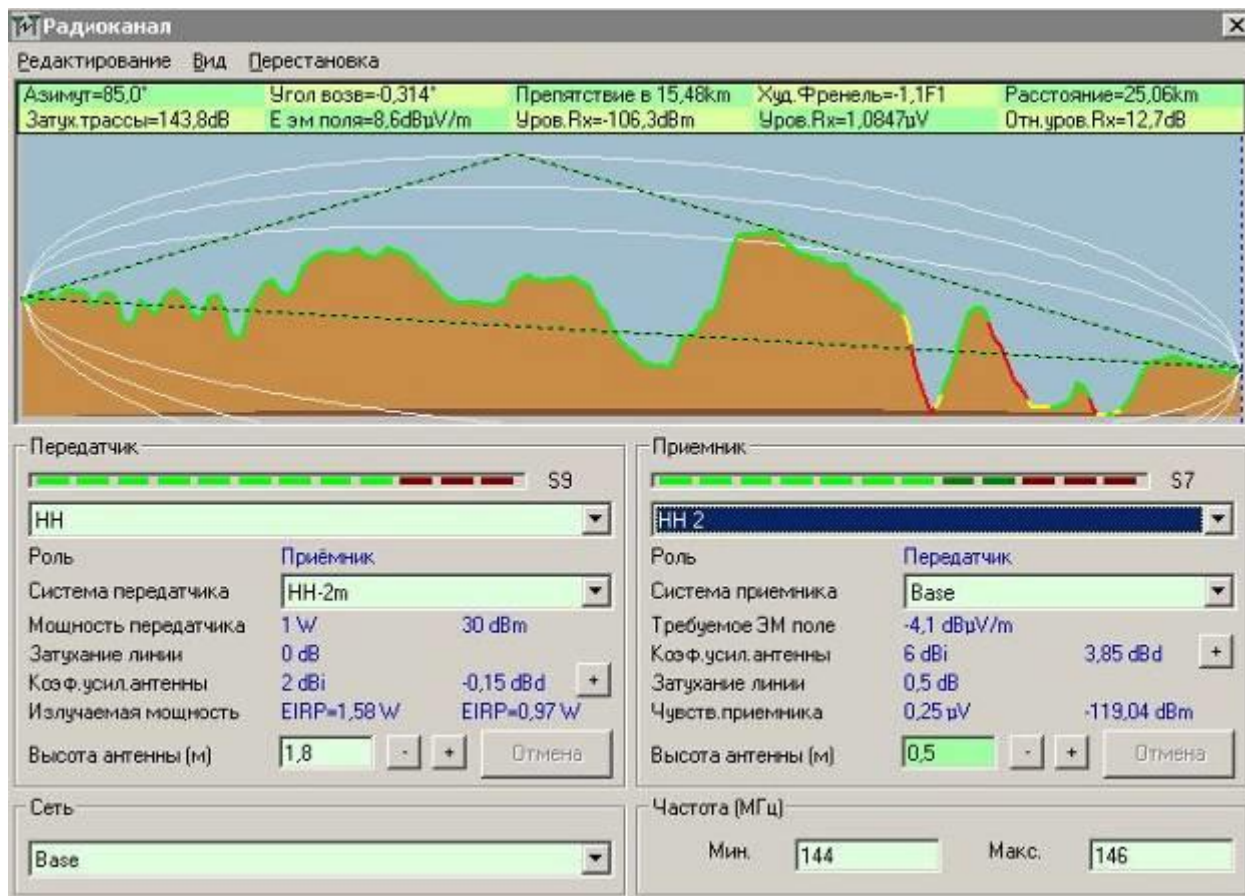 Радиоканал
Редактирование Вид Перестановка
Азимут=85,0° Угол возв=-0,314° Препятствие в 15,48km Худ.Френель=-1,1F1 Расстояние=25,06km
Затух.трассы=143,8dB E эм поля=8,6dBµV/m Уров.Rx=-106,3dBm Уров.Rx=1,0847µV Отн.уров.Rx=12,7dB
Передатчик
S9
HH
Роль Приёмник
Система передатчика HH-2m
Мощность передатчика 1 W 30 dBm
Затухание линии 0 dB
Коэф.усил.антенны 2 dBi -0,15 dBd +
Излучаемая мощность EIRP=1,58 W EIRP=0,97 W
Высота антенны (м) 1,8 - + Отмена
Приемник
S7
HH 2
Роль Передатчик
Система приемника Base
Требуемое ЭМ поле -4,1 dBµV/m
Коэф.усил.антенны 6 dBi 3,85 dBd +
Затухание линии 0,5 dB
Чувств.приемника 0,25 µV -119,04 dBm
Высота антенны (м) 0,5 - + Отмена
Сеть
Base
Частота (МГц)
Мин. 144 Макс. 146